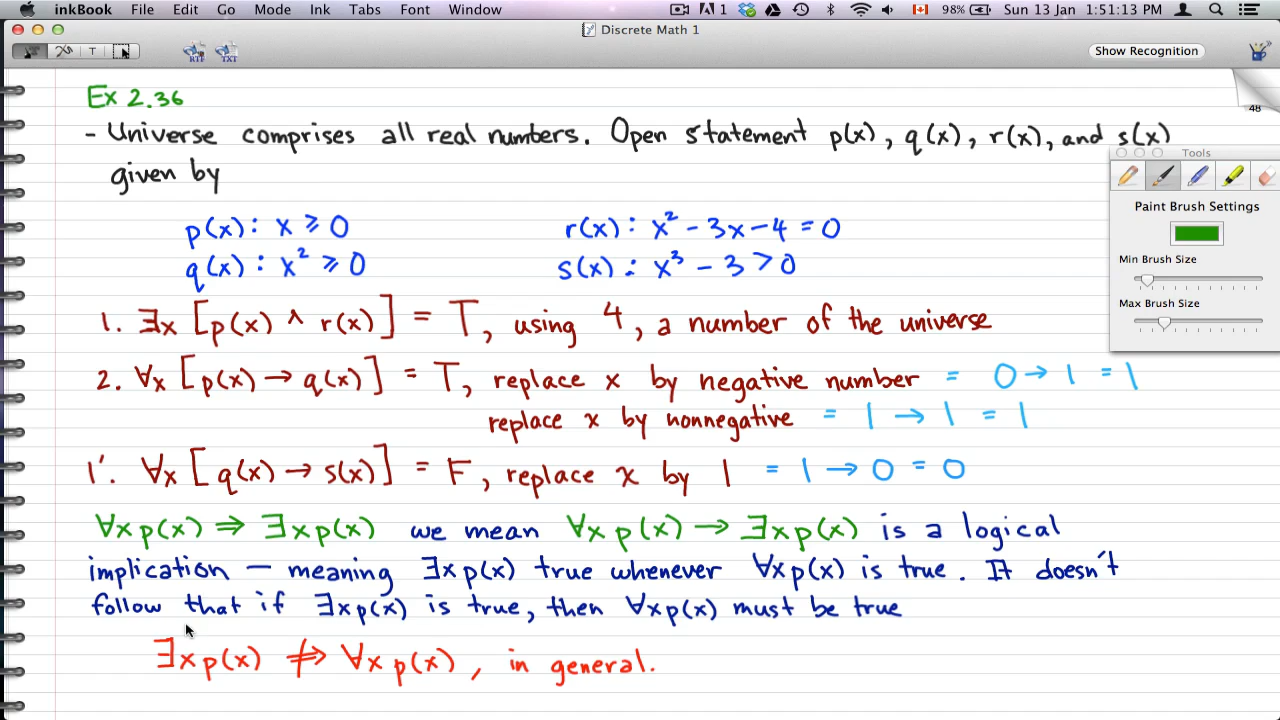 inkBook File Edit Go Mode Ink Tabs Font Window 1 98% Sun 13 Jan 1:51:13 PM
Discrete Math 1
T RTF TXT Show Recognition
48
Ex 2.36
- Universe comprises all real numbers. Open statement p(x), q(x), r(x), and s(x)
given by
p(x): x ≥ 0 r(x): x² - 3x - 4 = 0
q(x): x² ≥ 0 s(x): x³ - 3 > 0
1. ∃x [p(x) ∧ r(x)] = T, using 4, a number of the universe
2. ∀x [p(x) → q(x)] = T, replace x by negative number = 0 → 1 = 1
replace x by nonnegative = 1 → 1 = 1
1'. ∀x [q(x) → s(x)] = F, replace x by 1 = 1 → 0 = 0
∀x p(x) ⇒ ∃x p(x) we mean ∀x p(x) → ∃x p(x) is a logical
implication — meaning ∃x p(x) true whenever ∀x p(x) is true. It doesn't
follow that if ∃x p(x) is true, then ∀x p(x) must be true
∃x p(x) ⇏ ∀x p(x), in general.
Tools
Paint Brush Settings
Min Brush Size
Max Brush Size